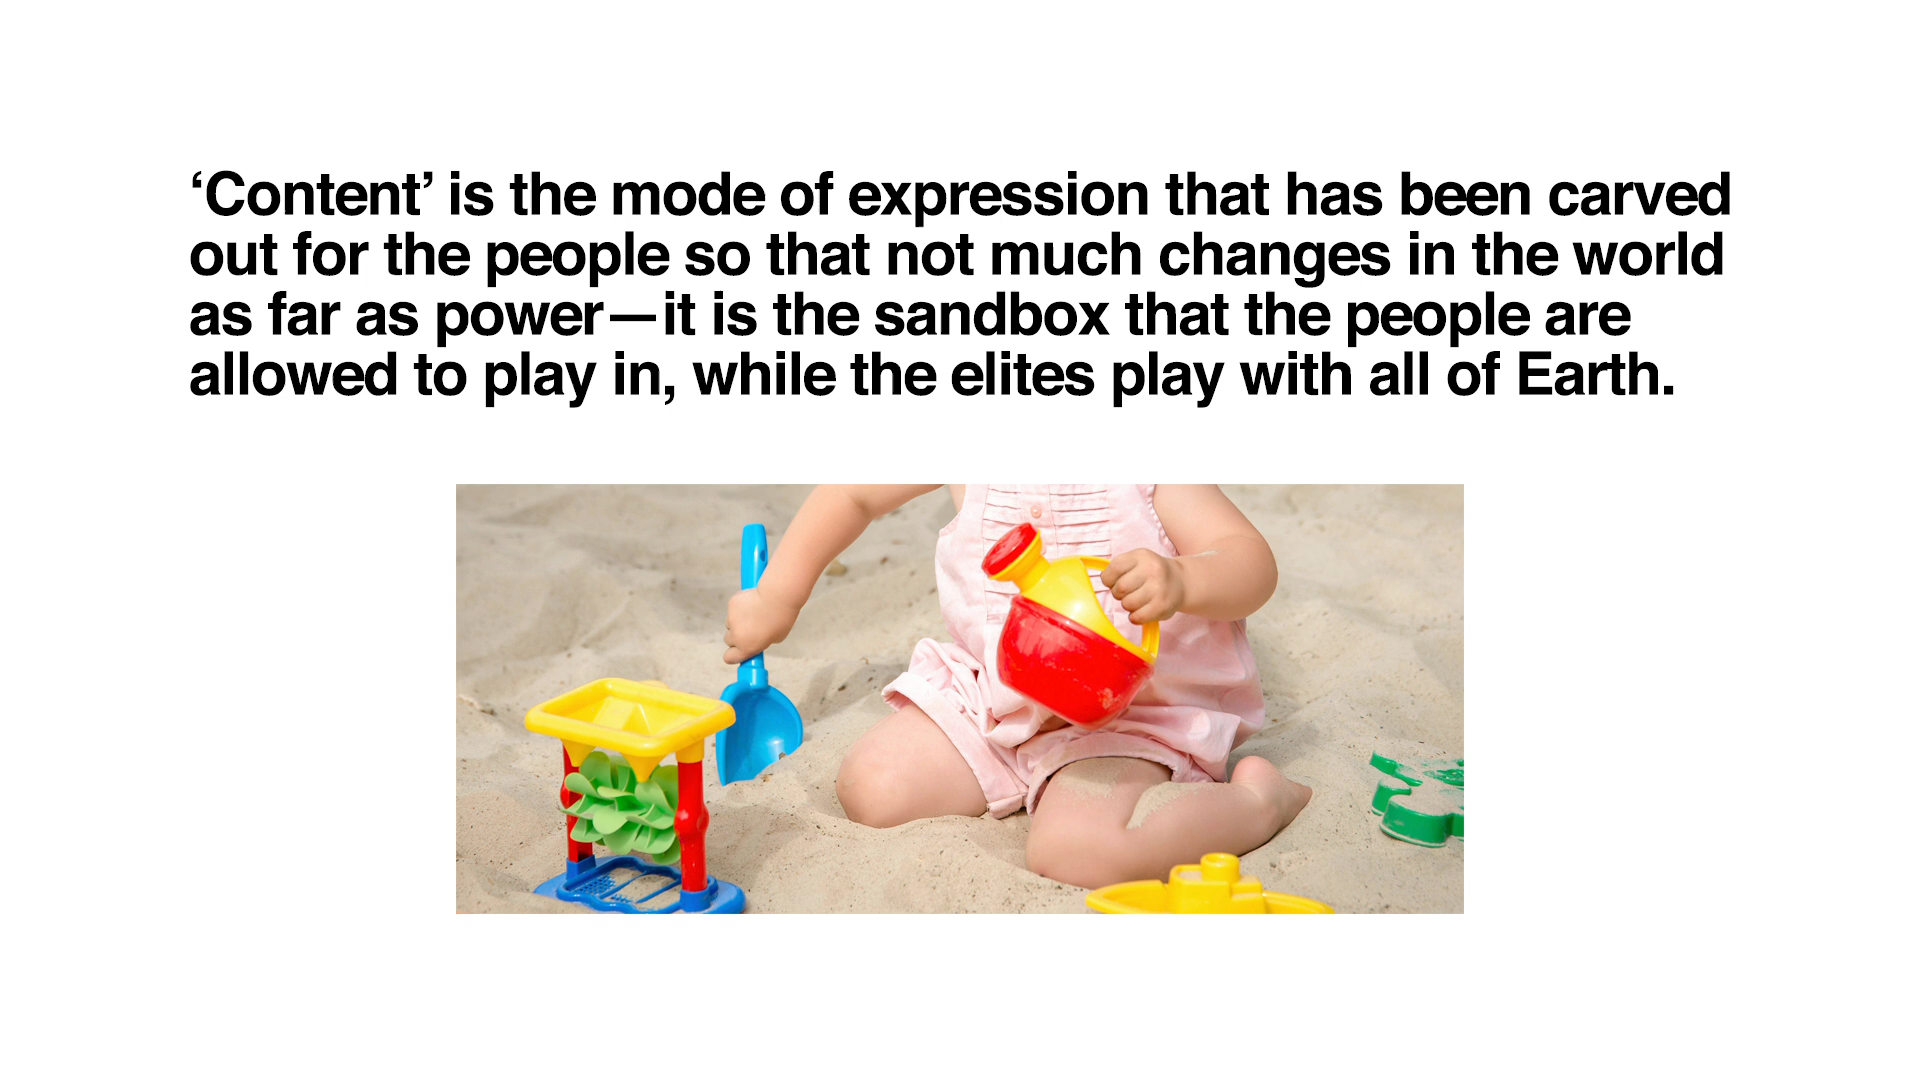 ‘Content’ is the mode of expression that has been carved
out for the people so that not much changes in the world
as far as power—it is the sandbox that the people are
allowed to play in, while the elites play with all of Earth.